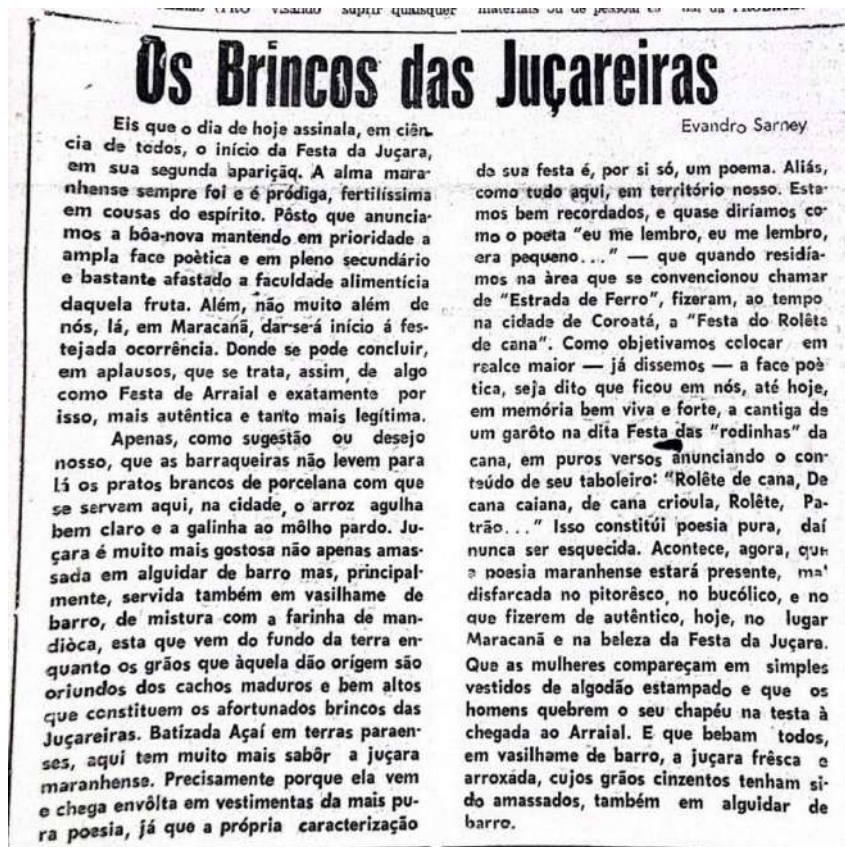 visando suprir quaisquer materiais ou de pessoal
Os Brincos das Juçareiras
Evandro Sarney
Eis que o dia de hoje assinala, em ciên-
cia de todos, o início da Festa da Juçara,
em sua segunda apariçãq. A alma mara-
nhense sempre foi e é pródiga, fertilíssima
em cousas do espírito. Pôsto que anuncia-
mos a bôa-nova mantendo em prioridade a
ampla face poètica e em pleno secundário
e bastante afastado a faculdade alimentícia
daquela fruta. Além, não muito além de
nós, lá, em Maracanã, dar-se-á início á fes-
tejada ocorrência. Donde se pode concluir,
em aplausos, que se trata, assim, de algo
como Festa de Arraial e exátamente por
isso, mais autêntica e tanto mais legítima.
Apenas, como sugestão ou desejo
nosso, que as barraqueiras não levem para
lá os pratos brancos de porcelana com que
se servem aqui, na cidade, o arroz agulha
bem claro e a galinha ao môlho pardo. Ju-
çara é muito mais gostosa não apenas amas-
sada em alguidar de barro mas, principal-
mente, servida também em vasilhame de
barro, de mistura com a farinha de man-
diòca, esta que vem do fundo da terra en-
quanto os grãos que àquela dão orígem são
oriundos dos cachos maduros e bem altos
que constituem os afortunados brincos das
Juçareiras. Batizada Açaí em terras paraen-
ses, aqui tem muito mais sabôr a juçara
maranhense. Precisamente porque ela vem
e chega envôlta em vestimentas da mais pu-
ra poesia, já que a própria caracterização
da sua festa é, por si só, um poema. Aliás,
como tudo aqui, em território nosso. Esta-
mos bem recordados, e quase diríamos co-
mo o poeta "eu me lembro, eu me lembro,
era pequeno..." — que quando residía-
mos na àrea que se convencionou chamar
de "Estrada de Ferro", fizeram, ao tempo
na cidade de Coroatá, a "Festa do Rolête
de cana". Como objetivamos colocar em
realce maior — já dissemos — a face poè-
tica, seja dito que ficou em nós, até hoje,
em memória bem viva e forte, a cantiga de
um garôto na dita Festa das "rodinhas" da
cana, em puros versos anunciando o con-
teúdo de seu taboleiro: "Rolête de cana, De
cana caiana, de cana crioula, Rolête, Pa-
trão..." Isso constitúi poesia pura, daí
nunca ser esquecida. Acontece, agora, que
a poesia maranhense estará presente, mal
disfarcada no pitorêsco, no bucólico, e no
que fizerem de autêntico, hoje, no lugar
Maracanã e na beleza da Festa da Juçara.
Que as mulheres compareçam em simples
vestidos de algodão estampado e que os
homens quebrem o seu chapéu na testa à
chegada ao Arraial. E que bebam todos,
em vasilhame de barro, a juçara frêsca e
arroxáda, cujos grãos cinzentos tenham si-
do amassados, também em alguidar de
barro.